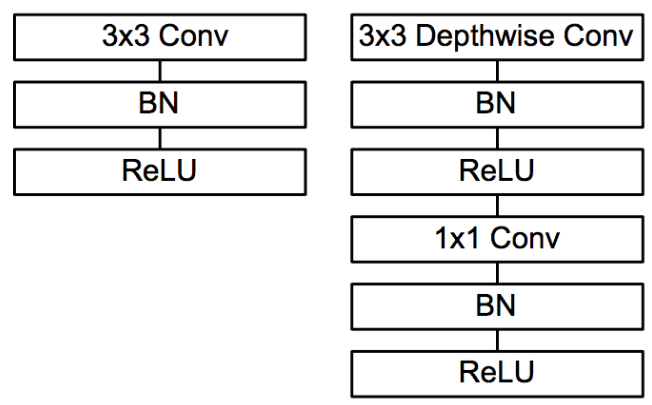 3x3 Conv
BN
ReLU
3x3 Depthwise Conv
BN
ReLU
1x1 Conv
BN
ReLU